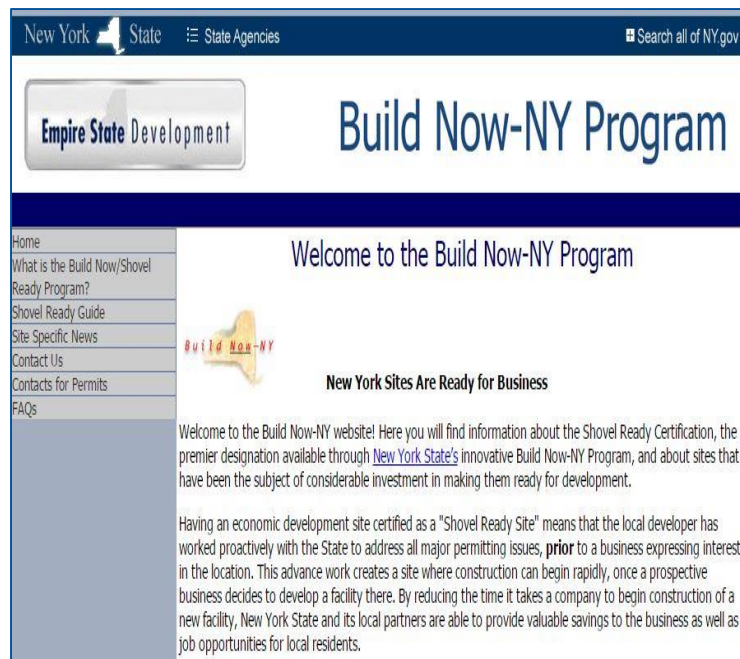 New York State
State Agencies
Search all of NY.gov
Empire State Development
Build Now-NY Program
Home
What is the Build Now/Shovel
Ready Program?
Shovel Ready Guide
Site Specific News
Contact Us
Contacts for Permits
FAQs
Welcome to the Build Now-NY Program
Build Now-NY
New York Sites Are Ready for Business
Welcome to the Build Now-NY website! Here you will find information about the Shovel Ready Certification, the
premier designation available through New York State's innovative Build Now-NY Program, and about sites that
have been the subject of considerable investment in making them ready for development.
Having an economic development site certified as a "Shovel Ready Site" means that the local developer has
worked proactively with the State to address all major permitting issues, prior to a business expressing interest
in the location. This advance work creates a site where construction can begin rapidly, once a prospective
business decides to develop a facility there. By reducing the time it takes a company to begin construction of a
new facility, New York State and its local partners are able to provide valuable savings to the business as well as
job opportunities for local residents.